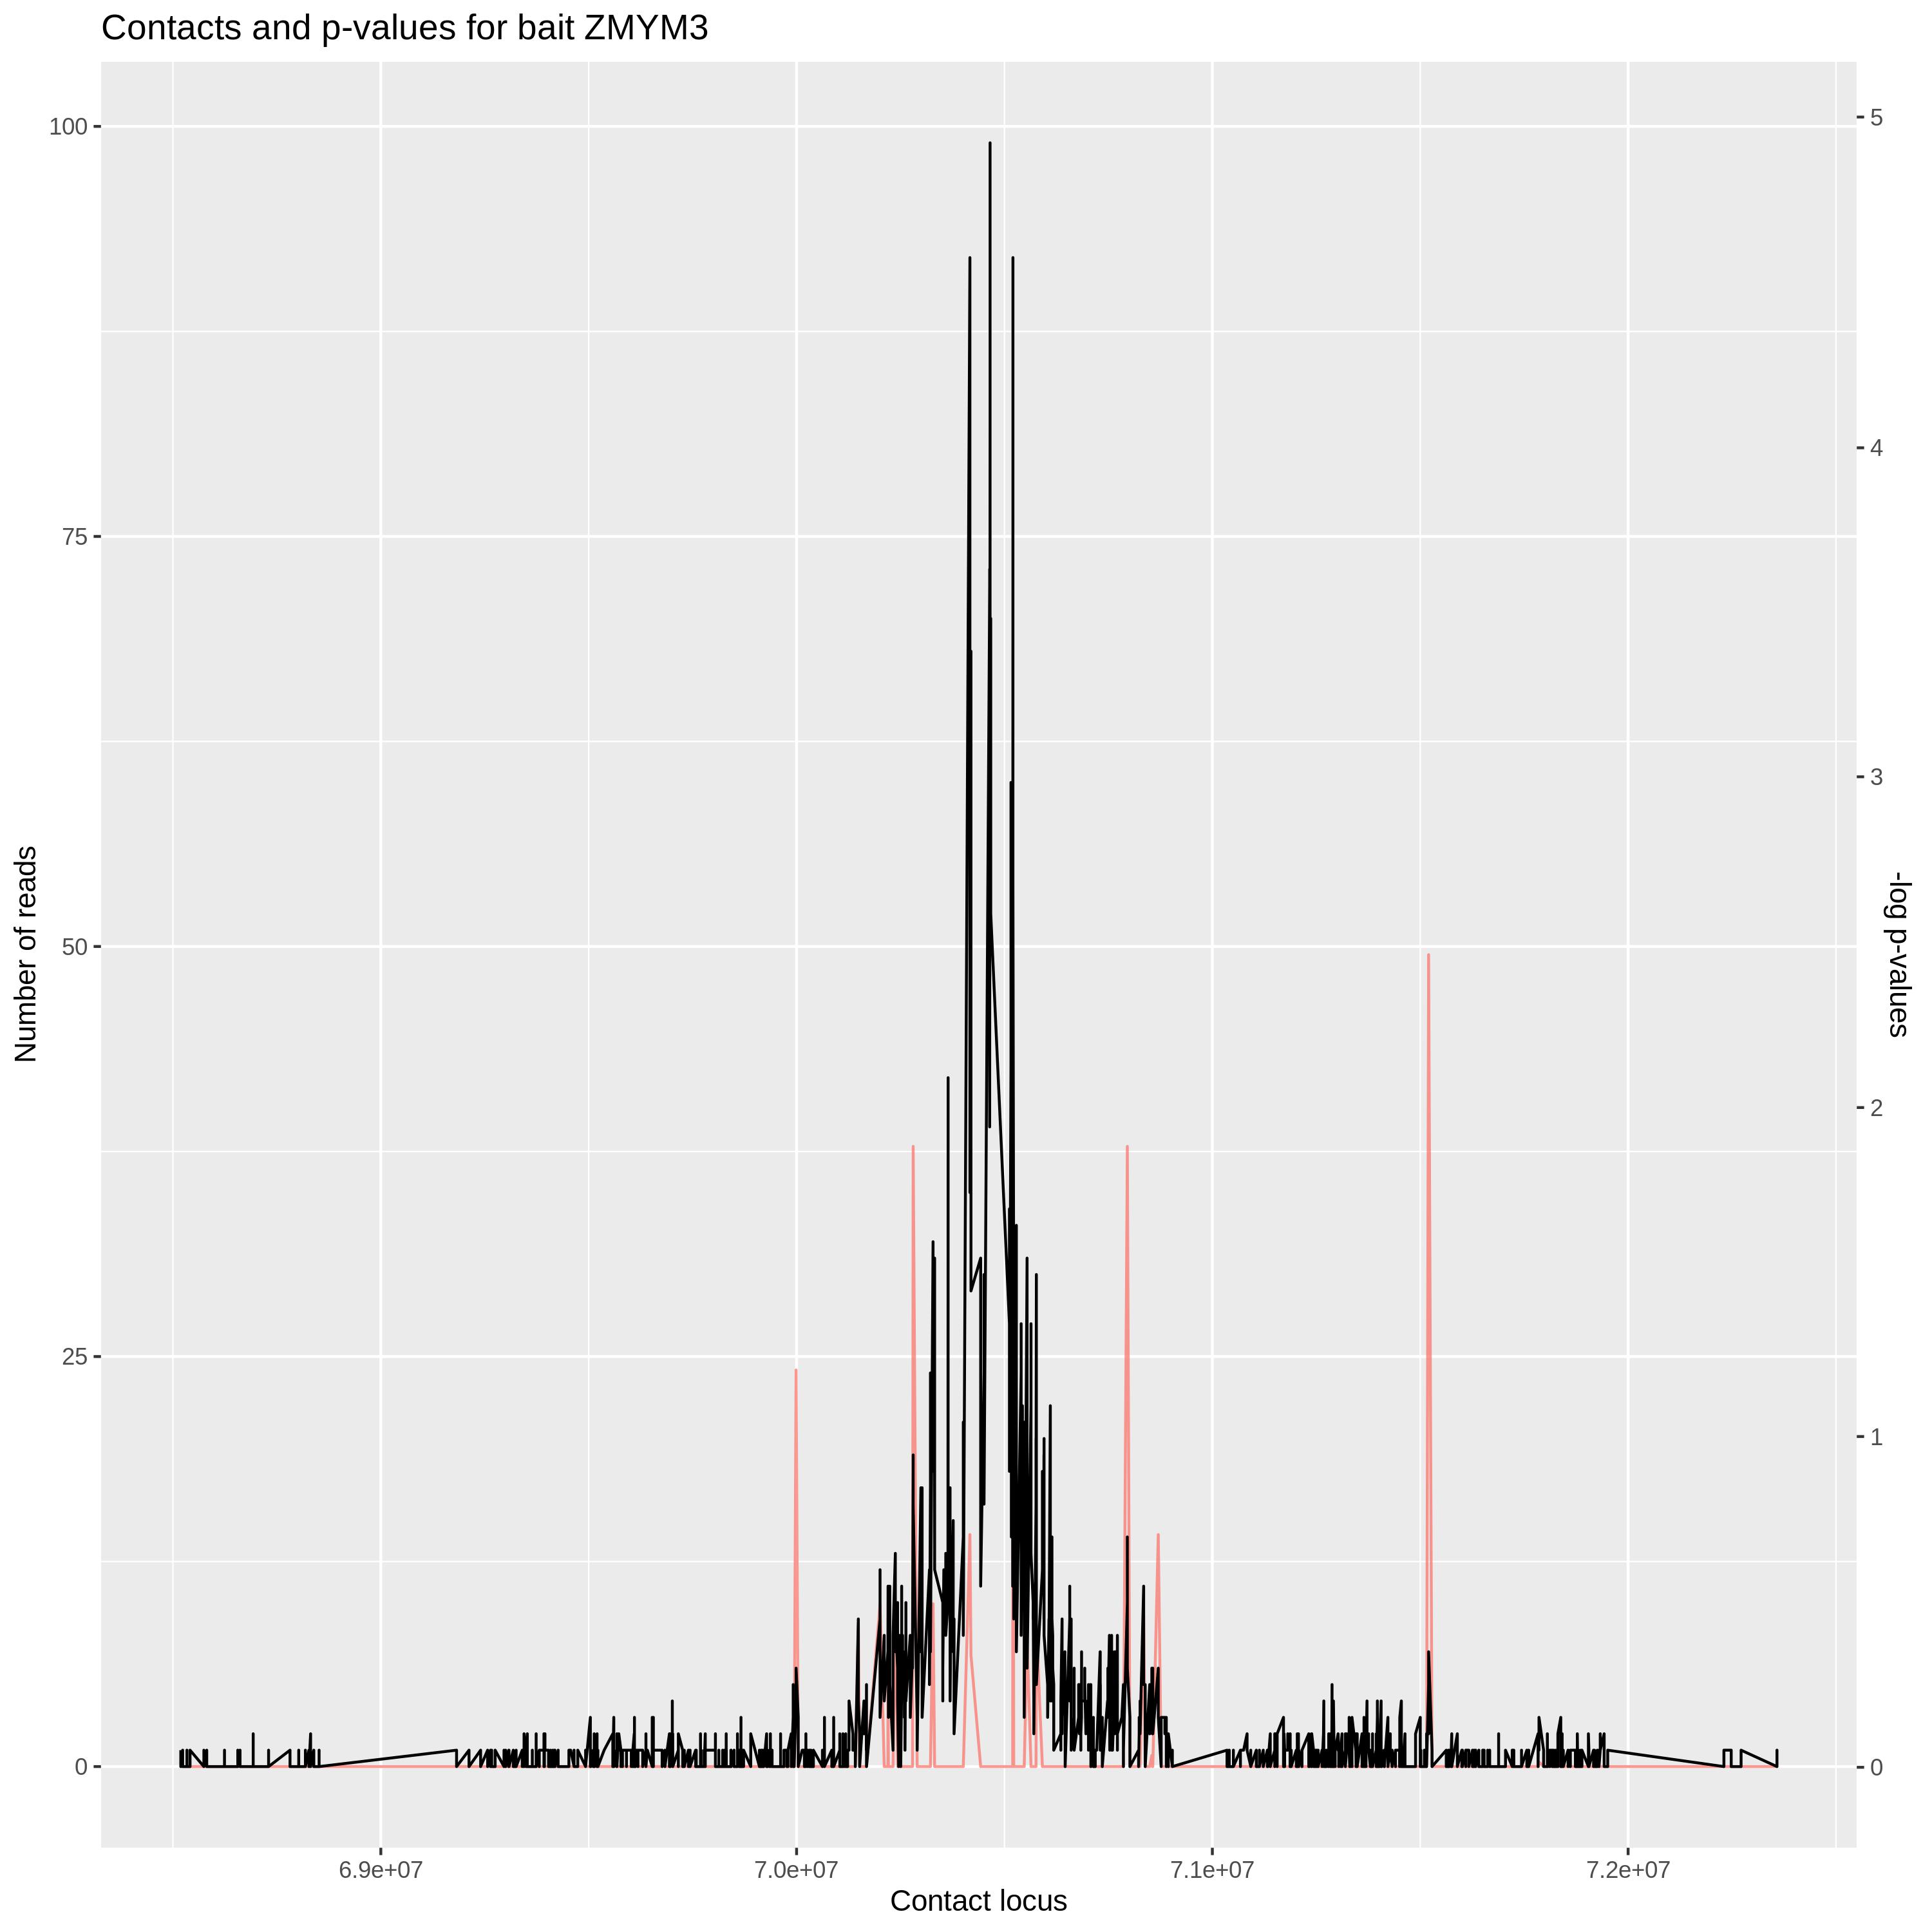 Contacts and p-values for bait ZMYM3
100
75
50
25
0
Number of reads
5
4
3
2
1
0
-log p-values
6.9e+07
7.0e+07
7.1e+07
7.2e+07
Contact locus